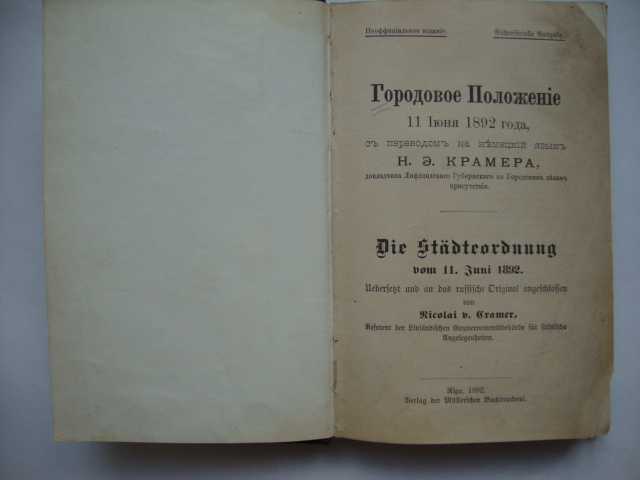 Неоффиціальное изданіе.
Nichtofficielle Ausgabe.
Городовое Положеніе
11 Іюня 1892 года,
съ переводомъ на нѣмецкій языкъ
Н. Э. КРАМЕРА,
докладчика Лифляндскаго Губернскаго по Городскимъ дѣламъ
присутствія.
Die Städteordnung
vom 11. Juni 1892.
Uebersetzt und an das russische Original angeschlossen
von
Nicolai v. Cramer,
Referent der Livländischen Gouvernementsbehörde für städtische
Angelegenheiten.
Riga, 1892.
Verlag der Müllerschen Buchdruckerei.